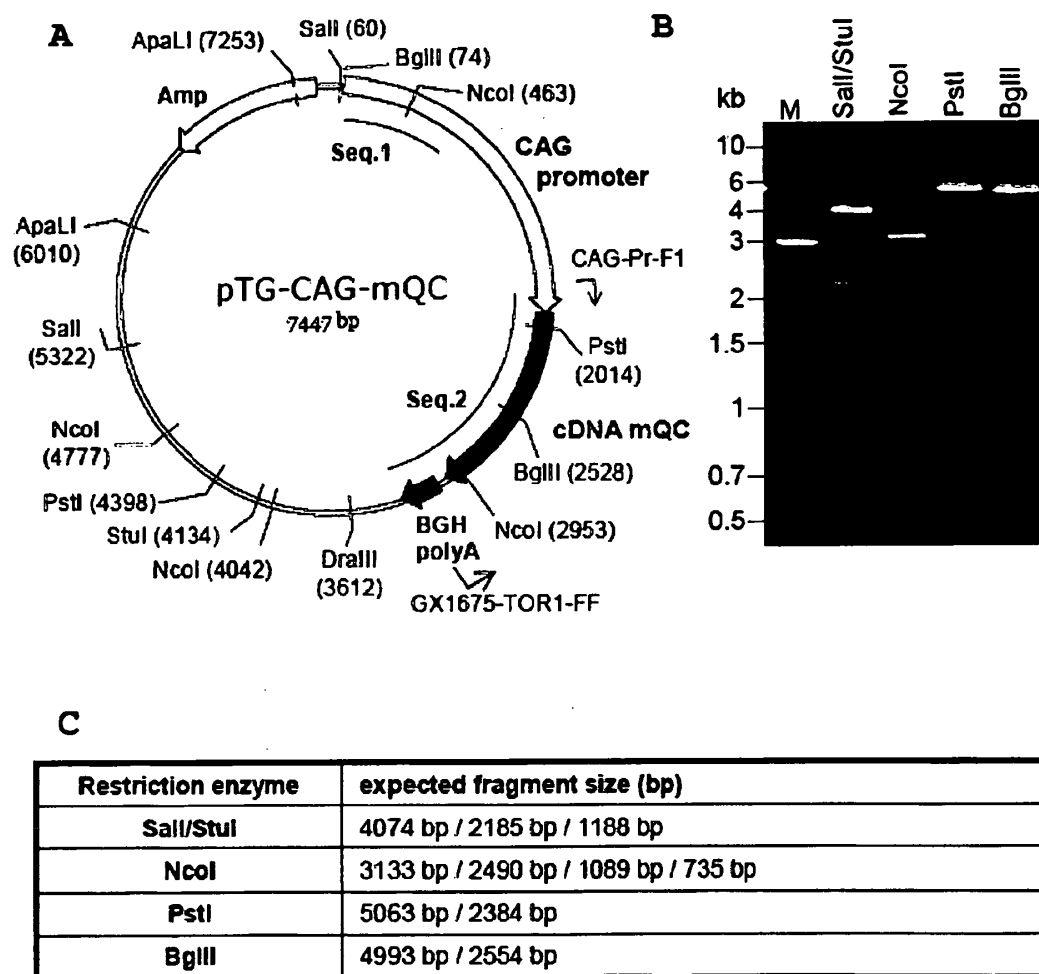 A
ApaLI (7253)
SalI (60)
BglII (74)
NcoI (463)
Amp
Seq.1
CAG
promoter
ApaLI
(6010)
pTG-CAG-mQC
7447 bp
CAG-Pr-F1
SalI
(5322)
PstI
(2014)
Seq.2
cDNA mQC
NcoI
(4777)
BglII (2528)
PstI (4398)
StuI (4134)
NcoI (4042)
DraIII
(3612)
BGH
polyA
NcoI (2953)
GX1675-TOR1-FF
B
kb
M
SalI/StuI
NcoI
PstI
BglII
10
6
4
3
2
1.5
1
0.7
0.5
C
Restriction enzyme expected fragment size (bp)
SalI/StuI 4074 bp / 2185 bp / 1188 bp
NcoI 3133 bp / 2490 bp / 1089 bp / 735 bp
PstI 5063 bp / 2384 bp
BglII 4993 bp / 2554 bp